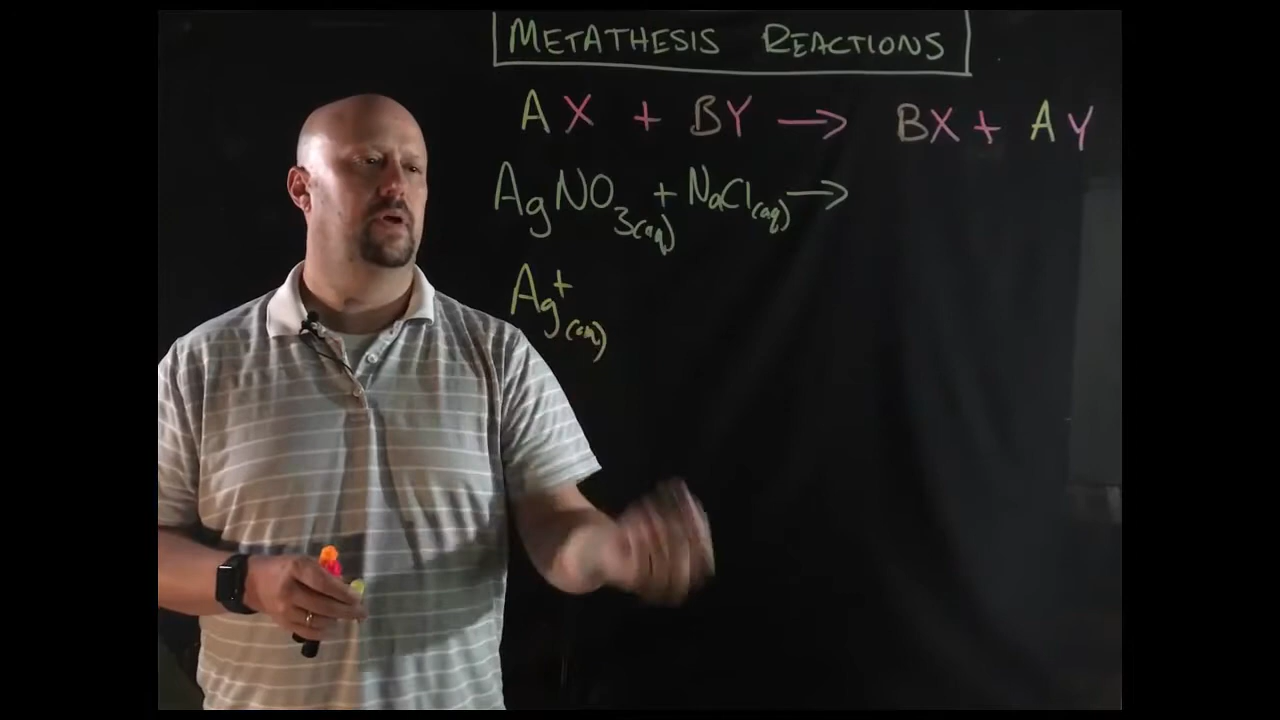 METATHESIS REACTIONS
AX + BY → BX + AY
AgNO₃(aq) + NaCl(aq) →
Ag⁺(aq)